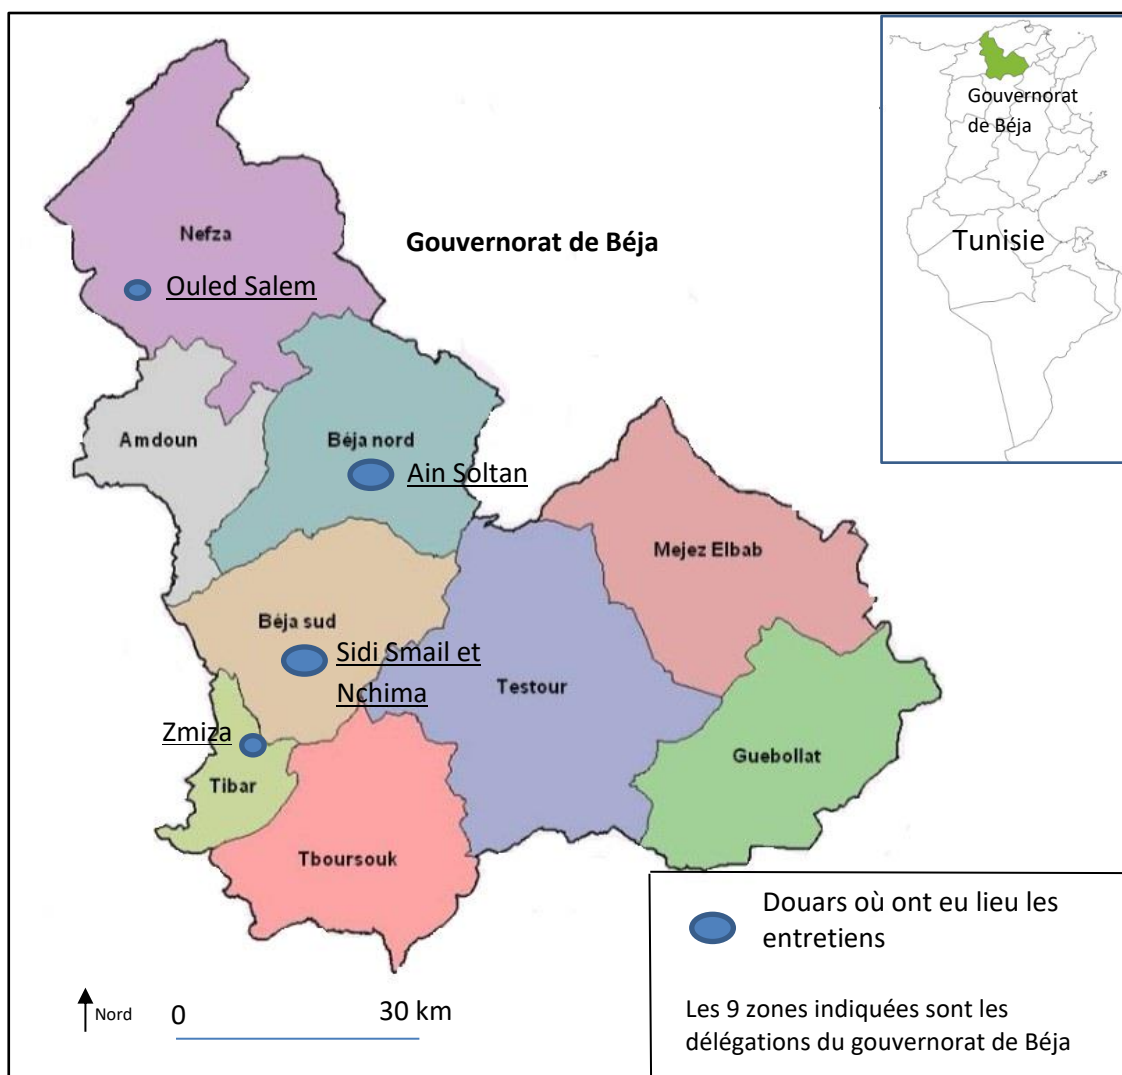 Gouvernorat
de Béja
Tunisie
Gouvernorat de Béja
Nefza
Ouled Salem
Amdoun
Béja nord
Ain Soltan
Mejez Elbab
Béja sud
Sidi Smail et
Nchima
Testour
Zmiza
Tibar
Guebollat
Tboursouk
Douars où ont eu lieu les
entretiens
Les 9 zones indiquées sont les
délégations du gouvernorat de Béja
Nord
0 30 km